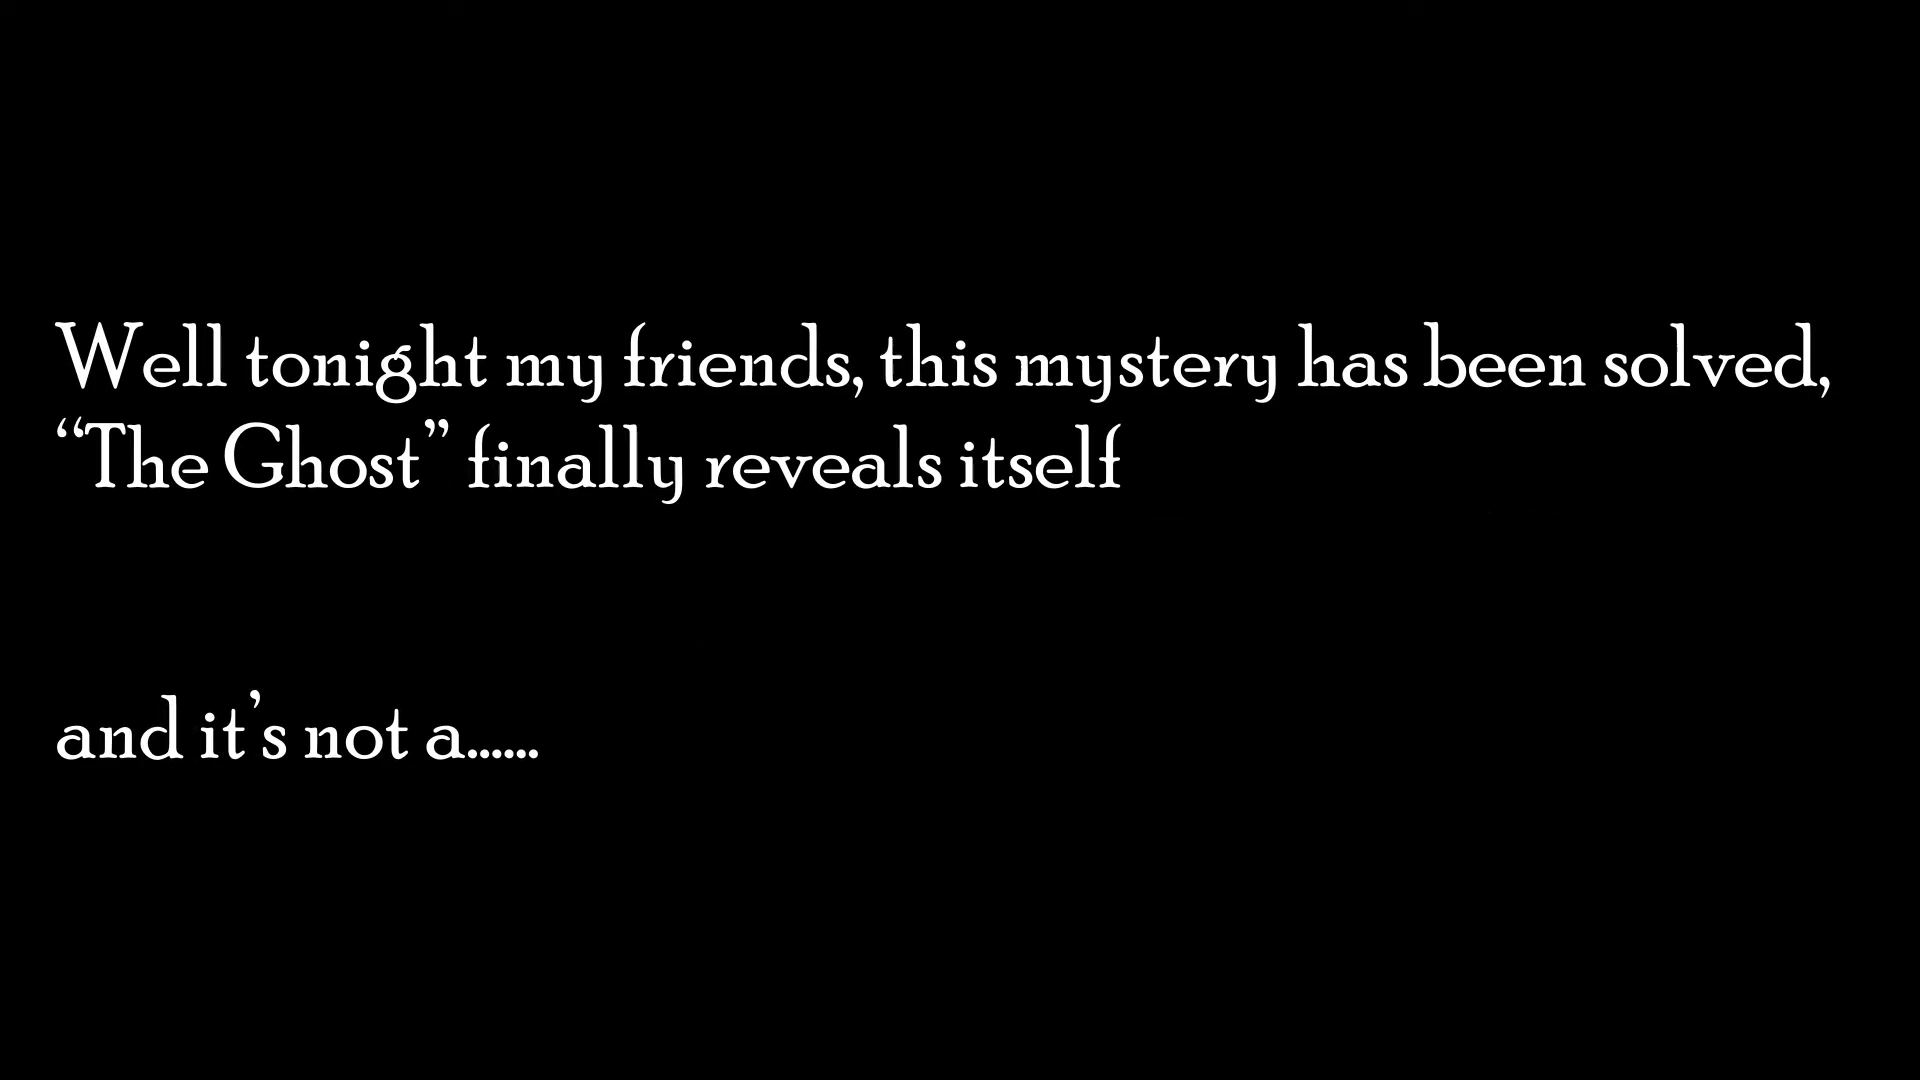 Well tonight my friends, this mystery has been solved,
“The Ghost” finally reveals itself
and it’s not a......